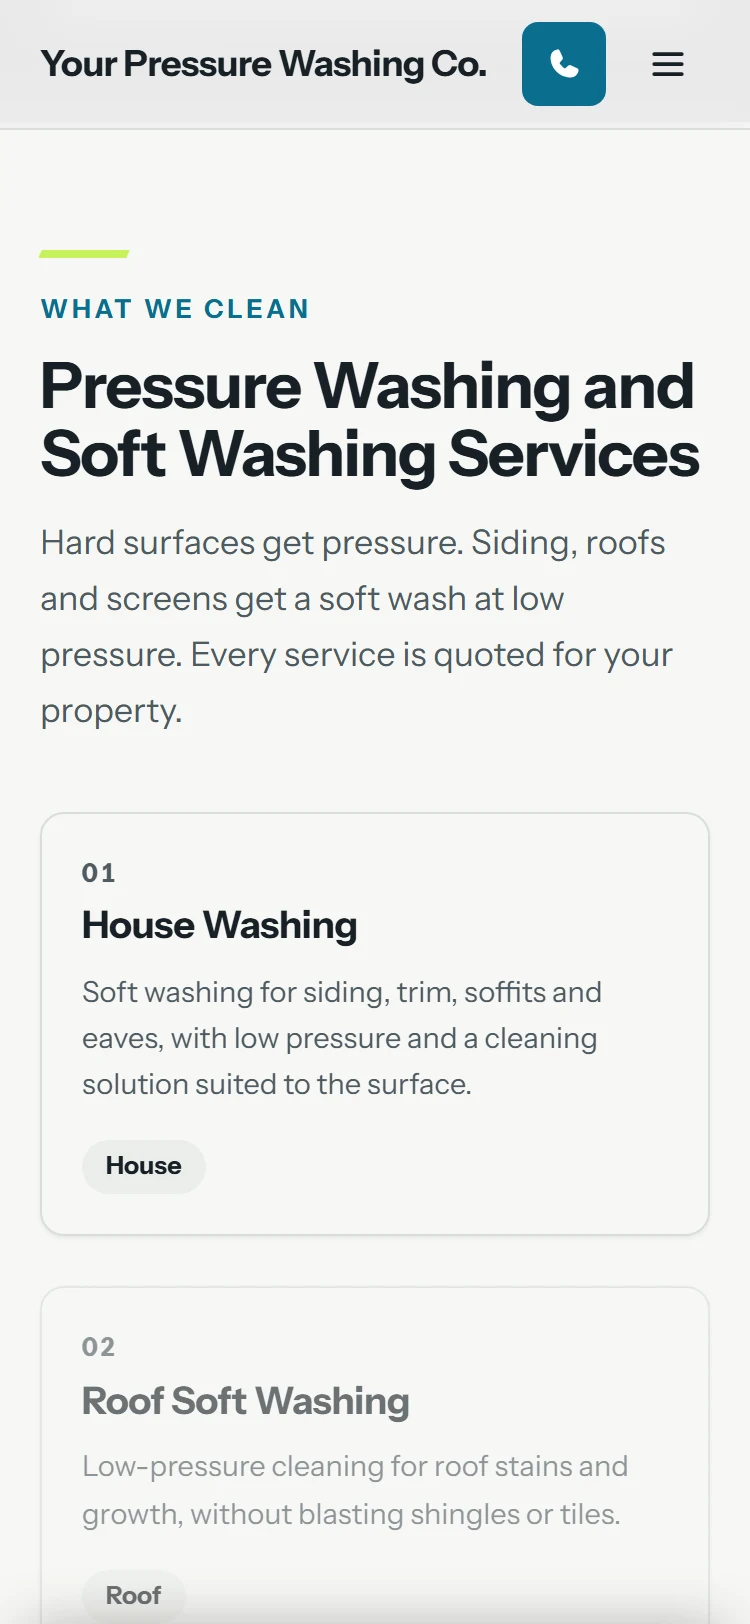 Your Pressure Washing Co.
WHAT WE CLEAN
Pressure Washing and
Soft Washing Services
Hard surfaces get pressure. Siding, roofs
and screens get a soft wash at low
pressure. Every service is quoted for your
property.
01
House Washing
Soft washing for siding, trim, soffits and
eaves, with low pressure and a cleaning
solution suited to the surface.
House
02
Roof Soft Washing
Low-pressure cleaning for roof stains and
growth, without blasting shingles or tiles.
Roof